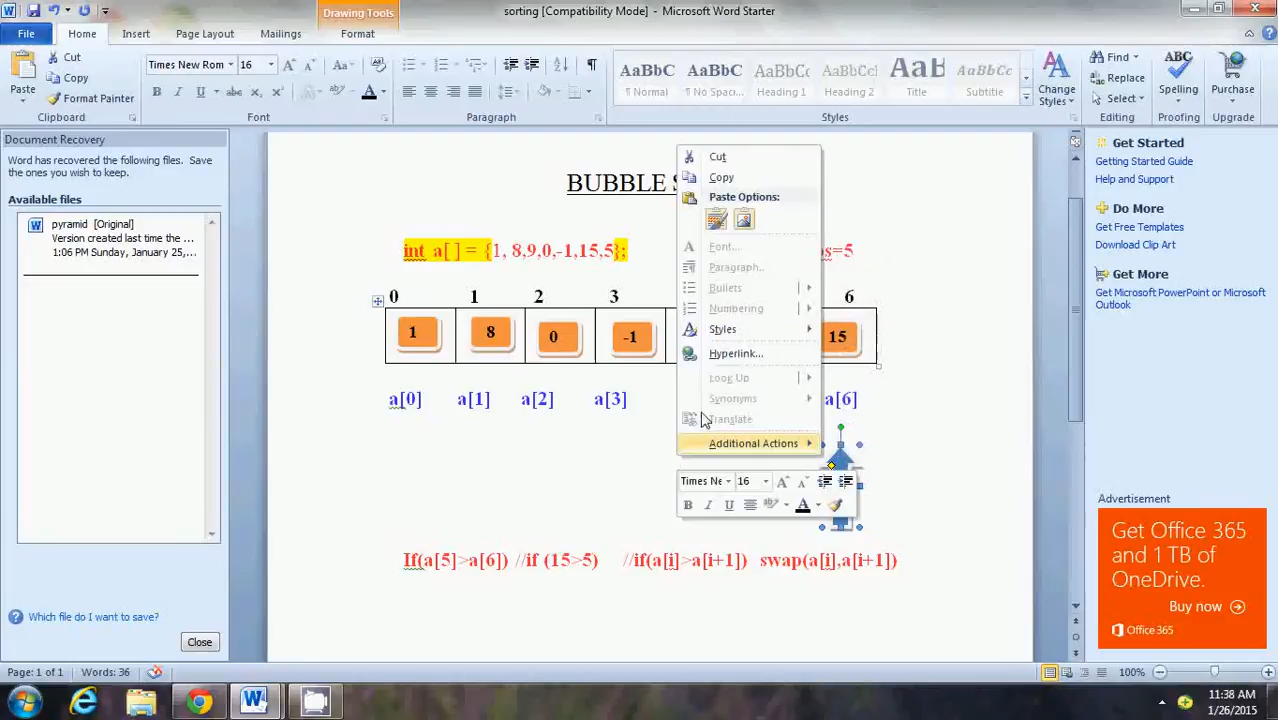 sorting [Compatibility Mode] - Microsoft Word Starter
Drawing Tools
File Home Insert Page Layout Mailings Format
Paste
Cut
Copy
Format Painter
Clipboard
Times New Rom 16
Font
Paragraph
AaBbC AaBbC AaBbC AaBbC AaBb AaBbC
¶ Normal ¶ No Spaci... Heading 1 Heading 2 Title Subtitle
Styles
Change Styles
Find
Replace
Select
Editing
ABC
Spelling
Proofing
Purchase
Upgrade
Document Recovery
Word has recovered the following files. Save
the ones you wish to keep.
Available files
pyramid [Original]
Version created last time the ...
1:06 PM Sunday, January 25,...
Which file do I want to save?
Close
BUBBLE S
int a[ ] = {1, 8,9,0,-1,15,5};
s=5
0 1 2 3 6
1 8 0 -1 15
a[0] a[1] a[2] a[3] a[6]
If(a[5]>a[6]) //if (15>5) //if(a[i]>a[i+1]) swap(a[i],a[i+1])
Cut
Copy
Paste Options:
Font...
Paragraph...
Bullets
Numbering
Styles
Hyperlink...
Look Up
Synonyms
Translate
Additional Actions
Times Ne 16
Get Started
Getting Started Guide
Help and Support
Do More
Get Free Templates
Download Clip Art
Get More
Get Microsoft PowerPoint or Microsoft
Outlook
Advertisement
Get Office 365
and 1 TB of
OneDrive.
Buy now
Office 365
Page: 1 of 1 Words: 36
100%
11:38 AM
1/26/2015